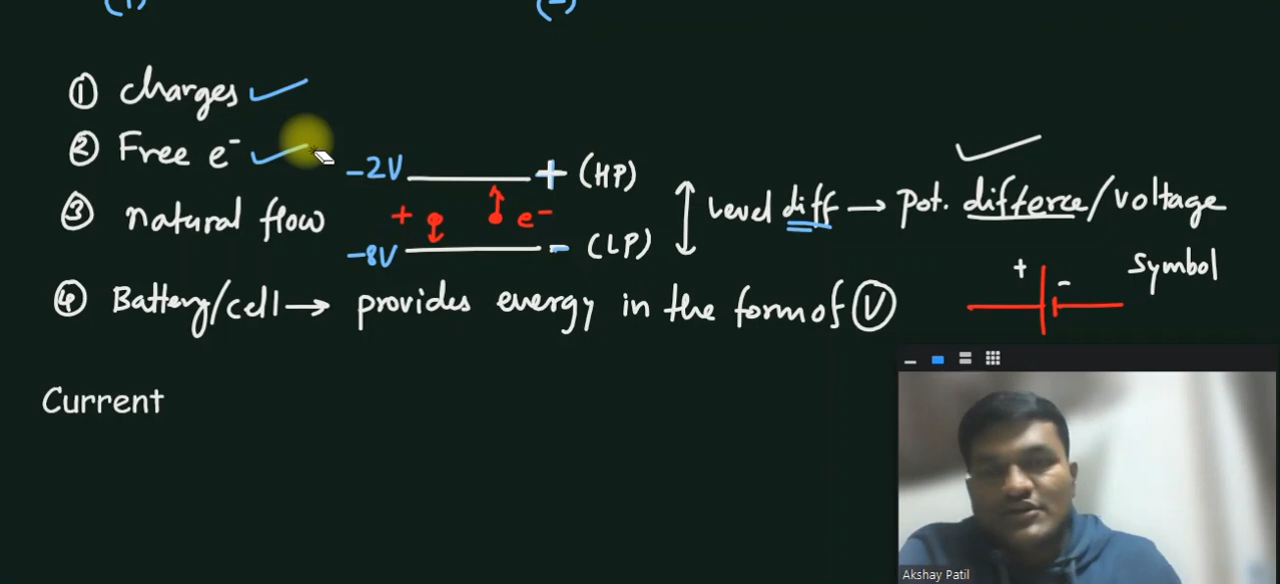 (+) (-)
① charges
② Free e⁻
-2V + (HP)
③ natural flow + e⁻ Level diff → Pot. differce/voltage
-8V - (LP)
+ - Symbol
④ Battery/cell → provides energy in the form of Ⓥ
Current
Akshay Patil